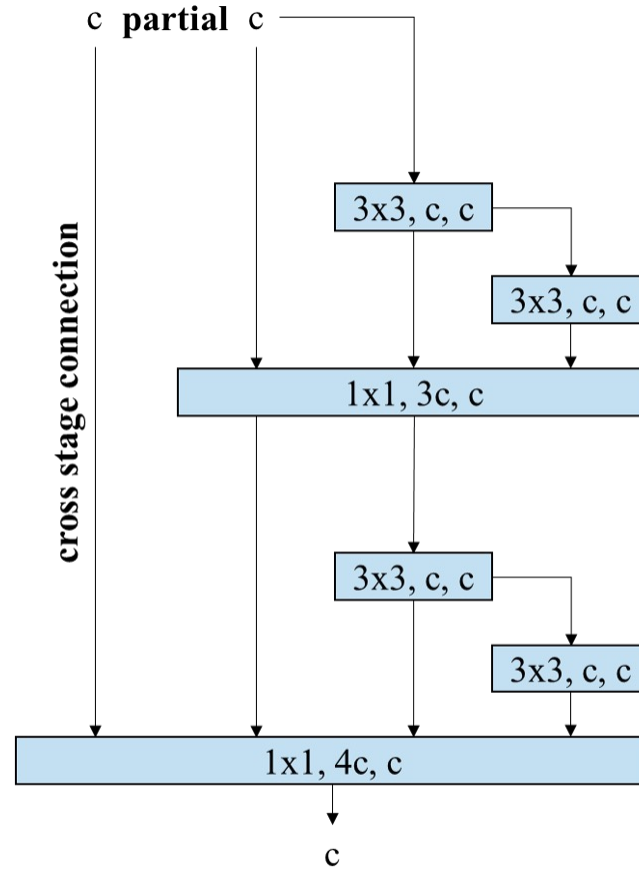 c partial c
3x3, c, c
3x3, c, c
cross stage connection
1x1, 3c, c
3x3, c, c
3x3, c, c
1x1, 4c, c
c